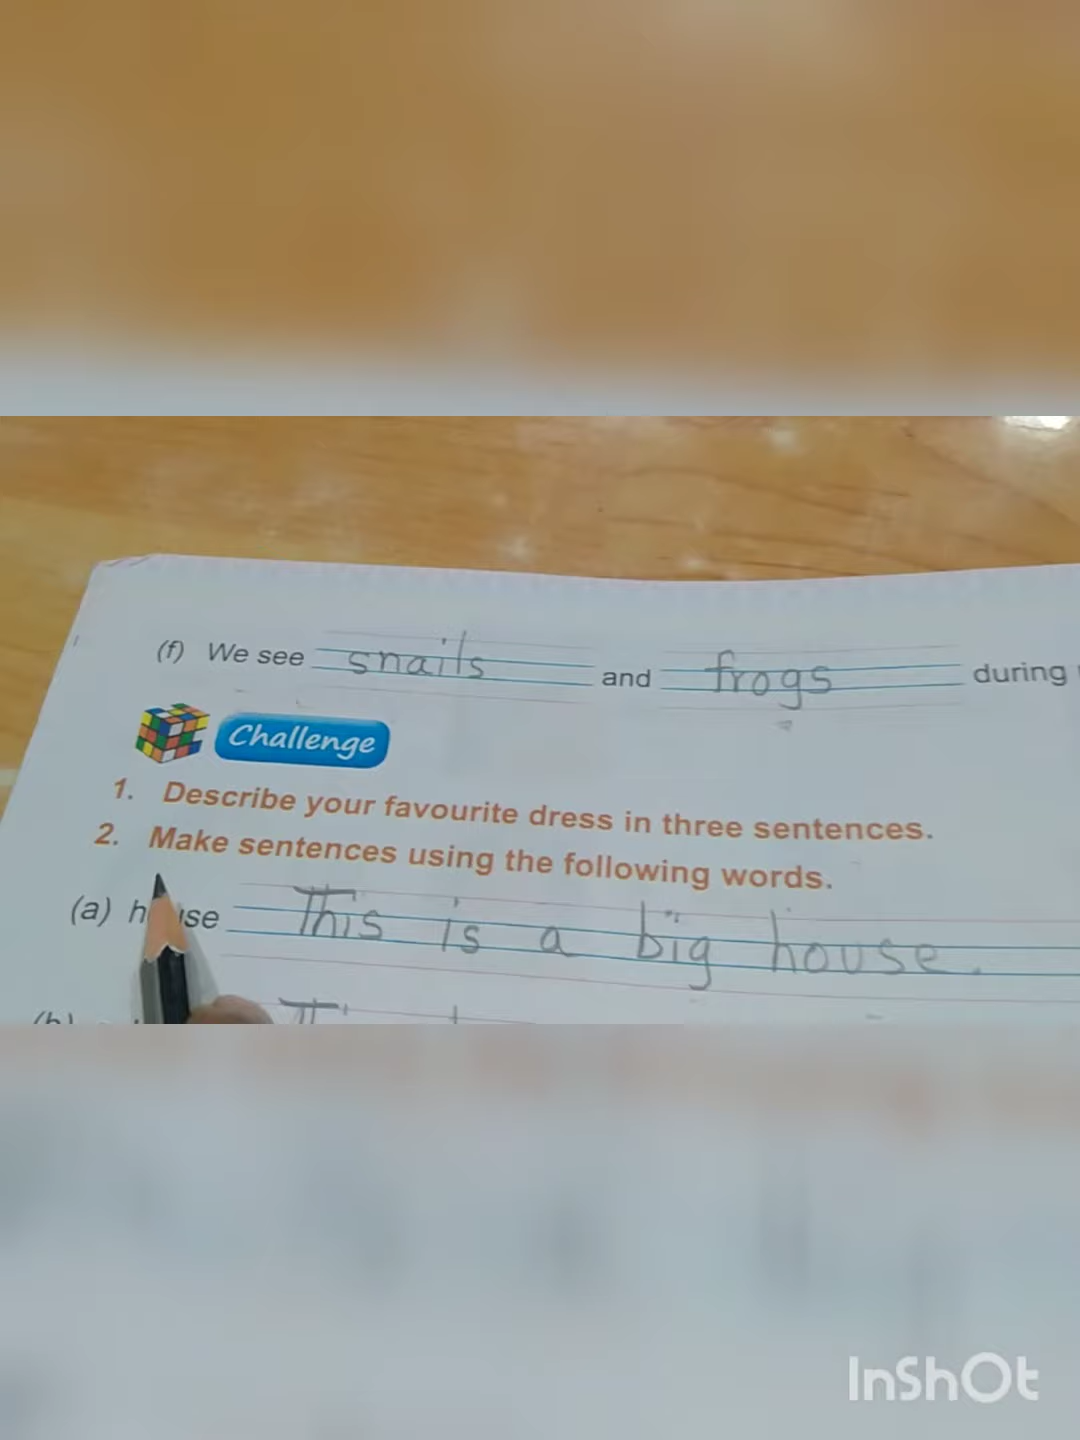 (f) We see snails and frogs during
Challenge
1. Describe your favourite dress in three sentences.
2. Make sentences using the following words.
(a) house This is a big house.
InShOt